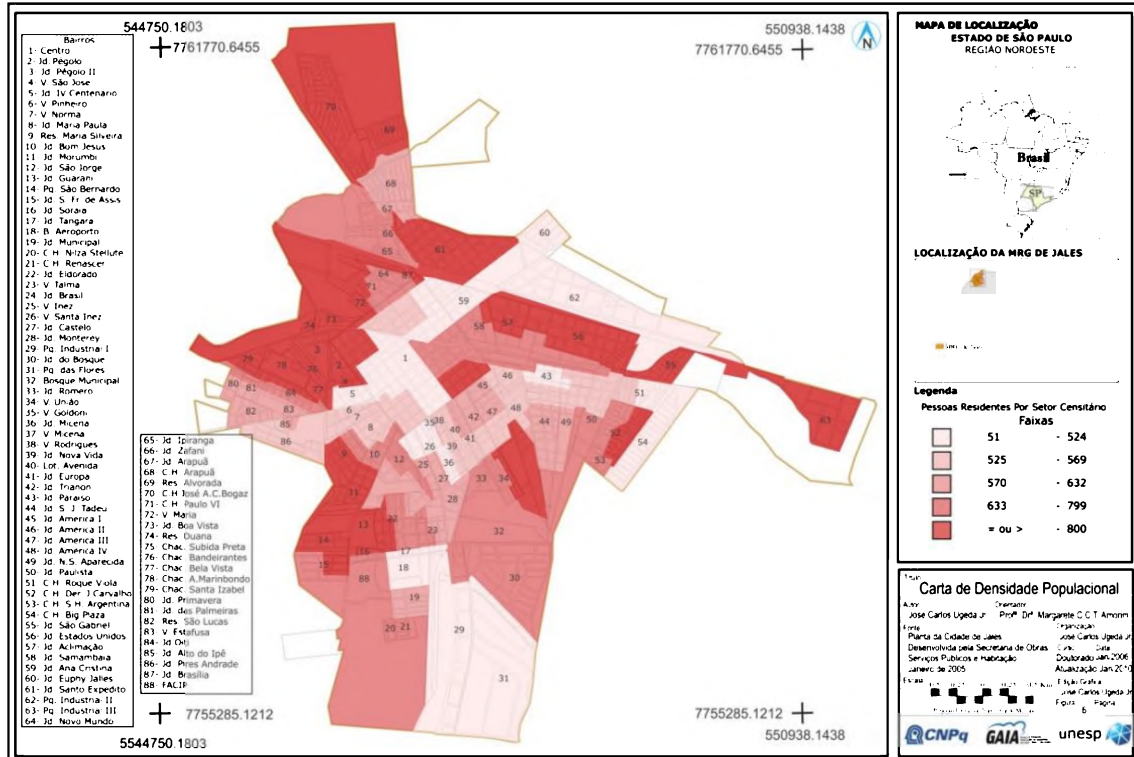 544750.1803
7761770.6455
550938.1438
7761770.6455
N
Bairros
1- Centro
2- Jd. Pégolo
3- Jd. Pégolo II
4- V. São José
5- Jd. IV Centenário
6- V. Pinheiro
7- V. Norma
8- Jd. Maria Paula
9- Res. Maria Silveira
10- Jd. Bom Jesus
11- Jd. Morumbi
12- Jd. São Jorge
13- Jd. Guarani
14- Pq. São Bernardo
15- Jd. S. Fr. de Assis
16- Jd. Soraia
17- Jd. Tangará
18- B. Aeroporto
19- Jd. Municipal
20- C.H. Nilza Stellute
21- C.H. Renascer
22- Jd. Eldorado
23- V. Talma
24- Jd. Brasil
25- V. Inez
26- V. Santa Inez
27- Jd. Castelo
28- Jd. Monterey
29- Pq. Industrial I
30- Jd. do Bosque
31- Pq. das Flores
32- Bosque Municipal
33- Jd. Romero
34- V. União
35- V. Goldoni
36- Jd. Micena
37- V. Micena
38- V. Rodrigues
39- Jd. Nova Vida
40- Lot. Avenida
41- Jd. Europa
42- Jd. Trianon
43- Jd. Paraiso
44- Jd. S. J. Tadeu
45- Jd. America I
46- Jd. America II
47- Jd. America III
48- Jd. America IV
49- Jd. N.S. Aparecida
50- Jd. Paulista
51- C.H. Roque Viola
52- C.H. Der. J.Carvalho
53- C.H. S.H. Argentina
54- C.H. Big Plaza
55- Jd. São Gabriel
56- Jd. Estados Unidos
57- Jd. Aclimação
58- Jd. Samambaia
59- Jd. Ana Cristina
60- Jd. Euphy Jalles
61- Jd. Santo Expedito
62- Pq. Industria II
63- Pq. Industria III
64- Jd. Novo Mundo
65- Jd. Ipiranga
66- Jd. Zafani
67- Jd. Arapuã
68- C.H. Arapuã
69- Res. Alvorada
70- C.H. José A.C.Bogaz
71- C.H. Paulo VI
72- V. Maria
73- Jd. Boa Vista
74- Res. Duana
75- Chac. Subida Preta
76- Chac. Bandeirantes
77- Chac. Bela Vista
78- Chac. A.Marinbondo
79- Chac. Santa Izabel
80- Jd. Primavera
81- Jd. das Palmeiras
82- Res. São Lucas
83- V. Estafusa
84- Jd Oiti
85- Jd. Alto do Ipê
86- Jd. Pires Andrade
87- Jd. Brasília
88- FACIP
7755285.1212
5544750.1803
7755285.1212
550938.1438
MAPA DE LOCALIZAÇÃO
ESTADO DE SÃO PAULO
REGIÃO NOROESTE
Brasil
SP
LOCALIZAÇÃO DA MRG DE JALES
Legenda
Pessoas Residentes Por Setor Censitário
Faixas
51 - 524
525 - 569
570 - 632
633 - 799
= ou > - 800
Carta de Densidade Populacional
Autor Orientador
José Carlos Ugeda Jr. Profª Drª Margarete C.C.T. Amorim
Fonte Organização
Planta da Cidade de Jales José Carlos Ugeda Jr.
Desenvolvida pela Secretaria de Obras Data
Serviços Públicos e Habitação Doutorado Jan.2006
Janeiro de 2005 Atualização Jan.2010
Escala Edição Gráfica
José Carlos Ugeda Jr
Figura Página
6
CNPq GAIA unesp